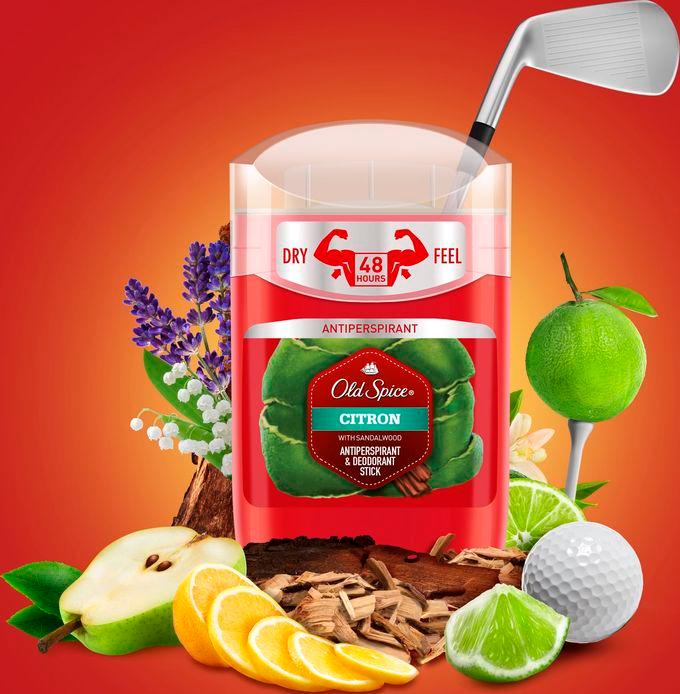 DRY
48
HOURS
FEEL
ANTIPERSPIRANT
Old Spice®
CITRON
WITH SANDALWOOD
ANTIPERSPIRANT
& DEODORANT
STICK